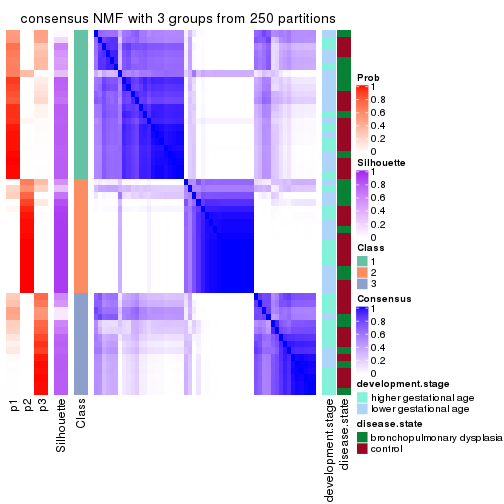 consensus NMF with 3 groups from 250 partitions
Prob
1
0.8
0.6
0.4
0.2
0
Silhouette
1
0.8
0.6
0.4
0.2
0
Class
1
2
3
Consensus
1
0.8
0.6
0.4
0.2
0
development.stage
higher gestational age
lower gestational age
disease.state
bronchopulmonary dysplasia
control
p1
p2
p3
Silhouette
Class
development.stage
disease.state